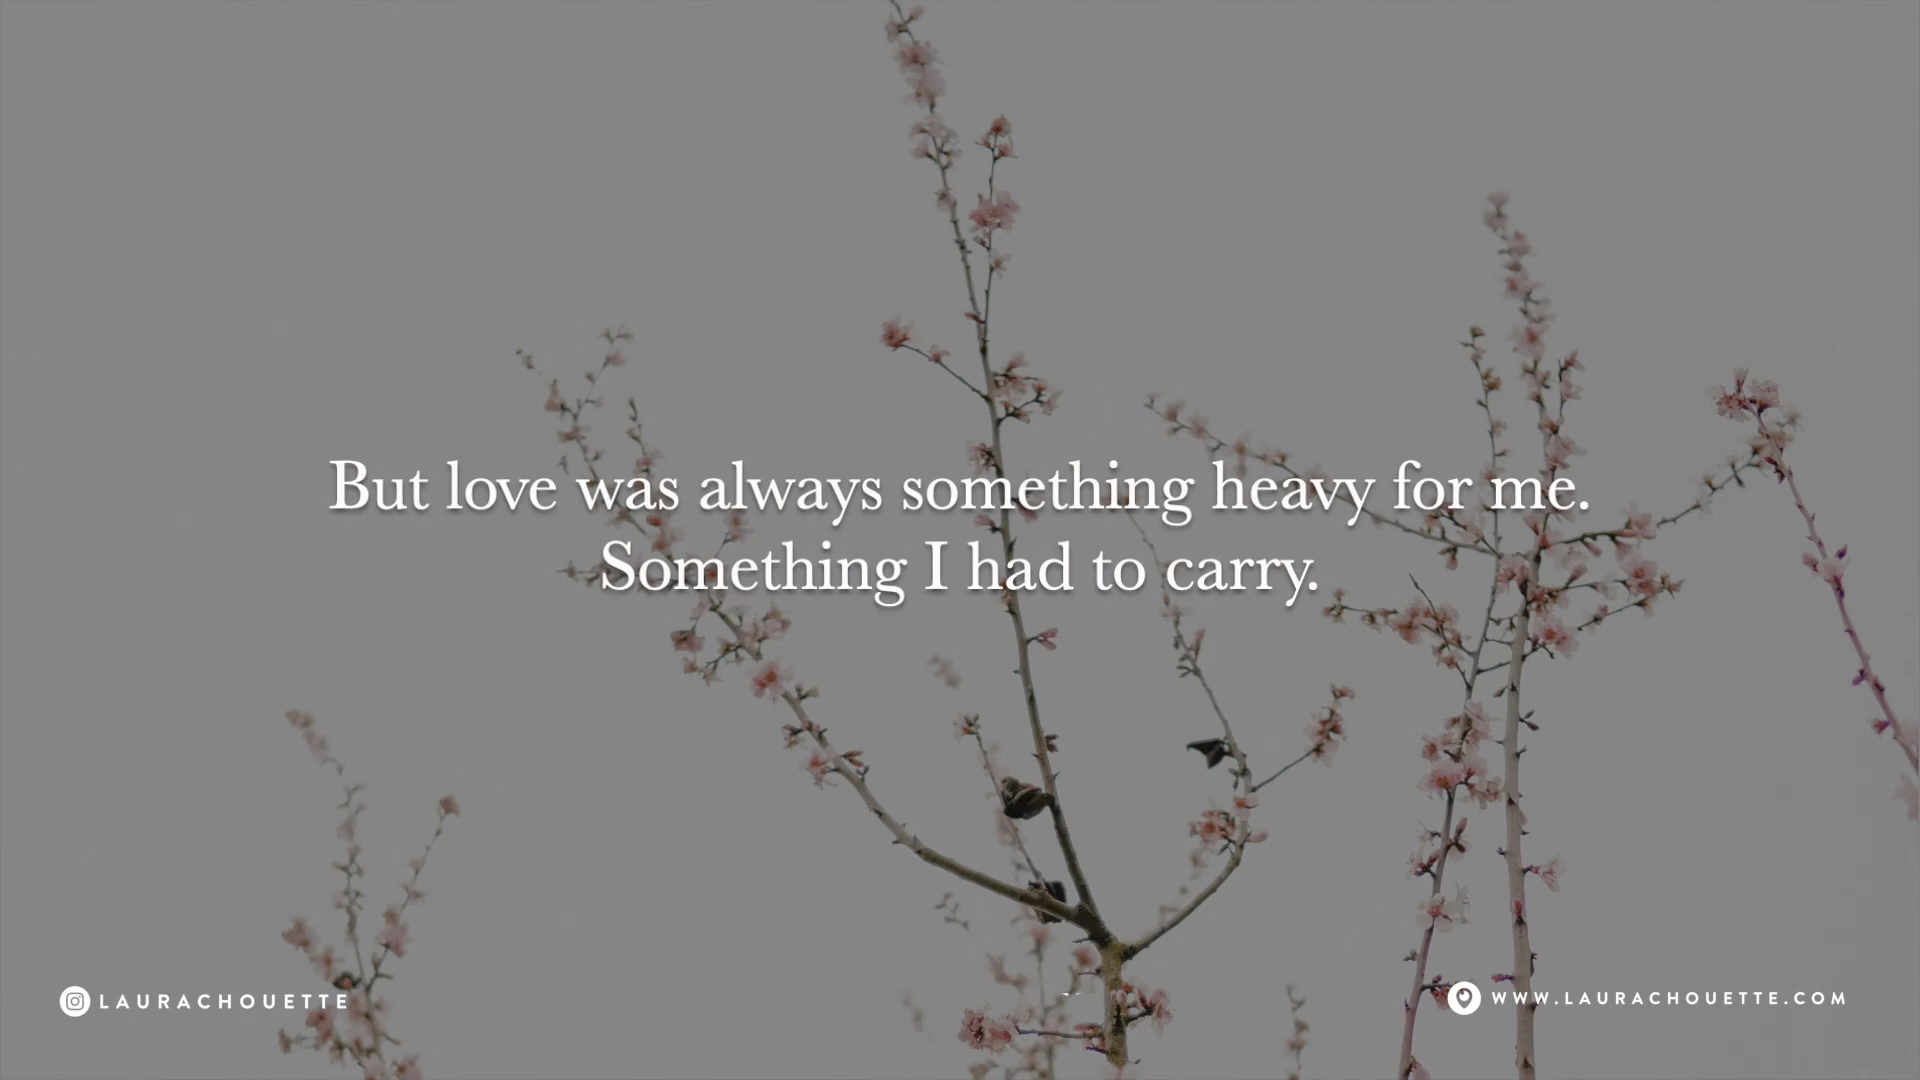 But love was always something heavy for me.
Something I had to carry.
LAURACHOUETTE
WWW.LAURACHOUETTE.COM